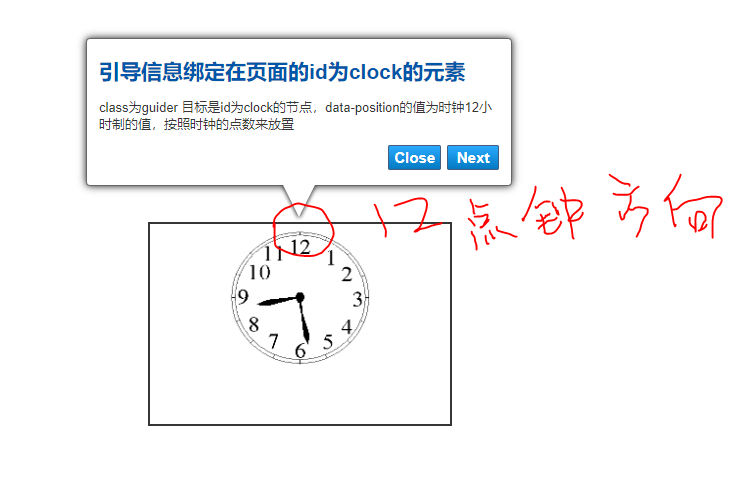 引导信息绑定在页面的id为clock的元素
class为guider 目标是id为clock的节点，data-position的值为时钟12小
时制的值，按照时钟的点数来放置
Close Next
12点钟方向
12
11 1
10 2
9 3
8 4
7 5
6